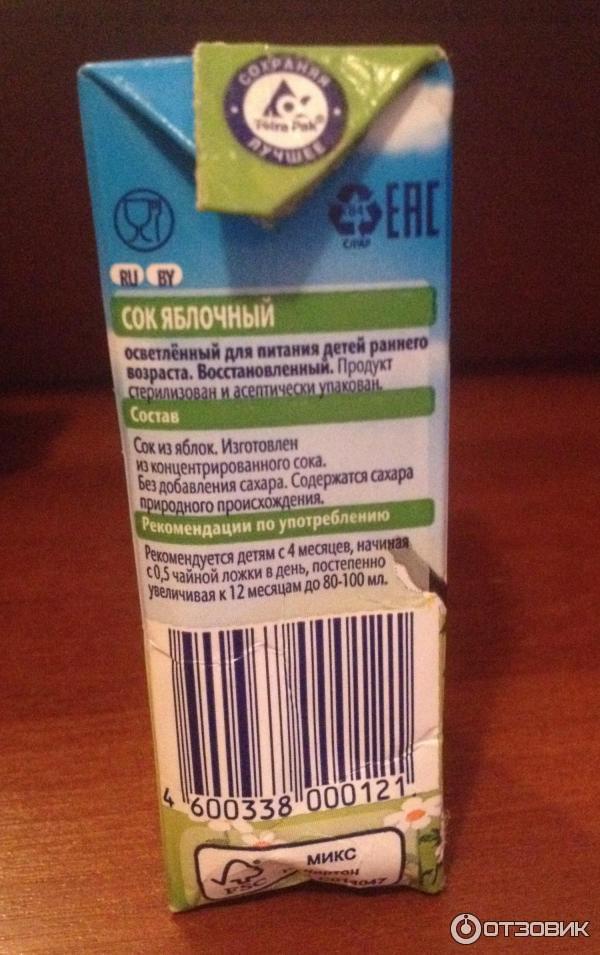 СОХРАНЯЯ
Tetra Pak®
ЛУЧШЕЕ
84
C/PAP
EAC
RU BY
СОК ЯБЛОЧНЫЙ
осветлённый для питания детей раннего
возраста. Восстановленный. Продукт
стерилизован и асептически упакован.
Состав
Сок из яблок. Изготовлен
из концентрированного сока.
Без добавления сахара. Содержатся сахара
природного происхождения.
Рекомендации по употреблению
Рекомендуется детям с 4 месяцев, начиная
с 0,5 чайной ложки в день, постепенно
увеличивая к 12 месяцам до 80-100 мл.
4 600338 000121
МИКС
FSC
ОТЗОВИК